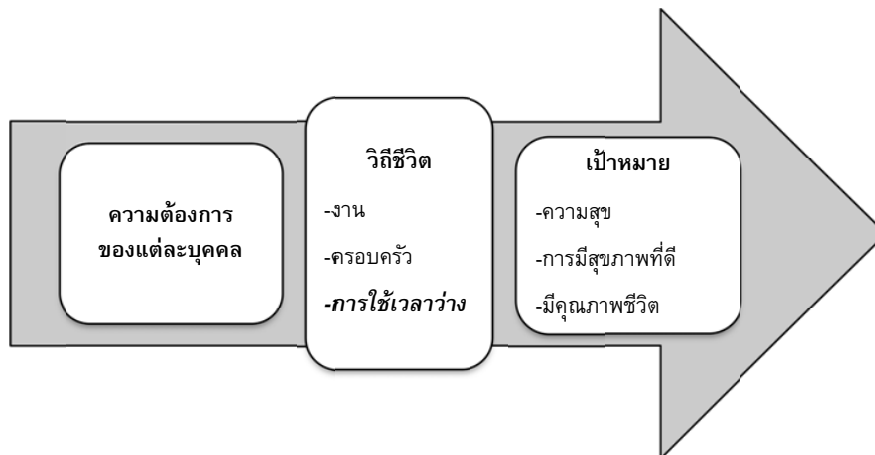 ความต้องการ
ของแต่ละบุคคล
วิถีชีวิต
-งาน
-ครอบครัว
-การใช้เวลาว่าง
เป้าหมาย
-ความสุข
-การมีสุขภาพที่ดี
-มีคุณภาพชีวิต